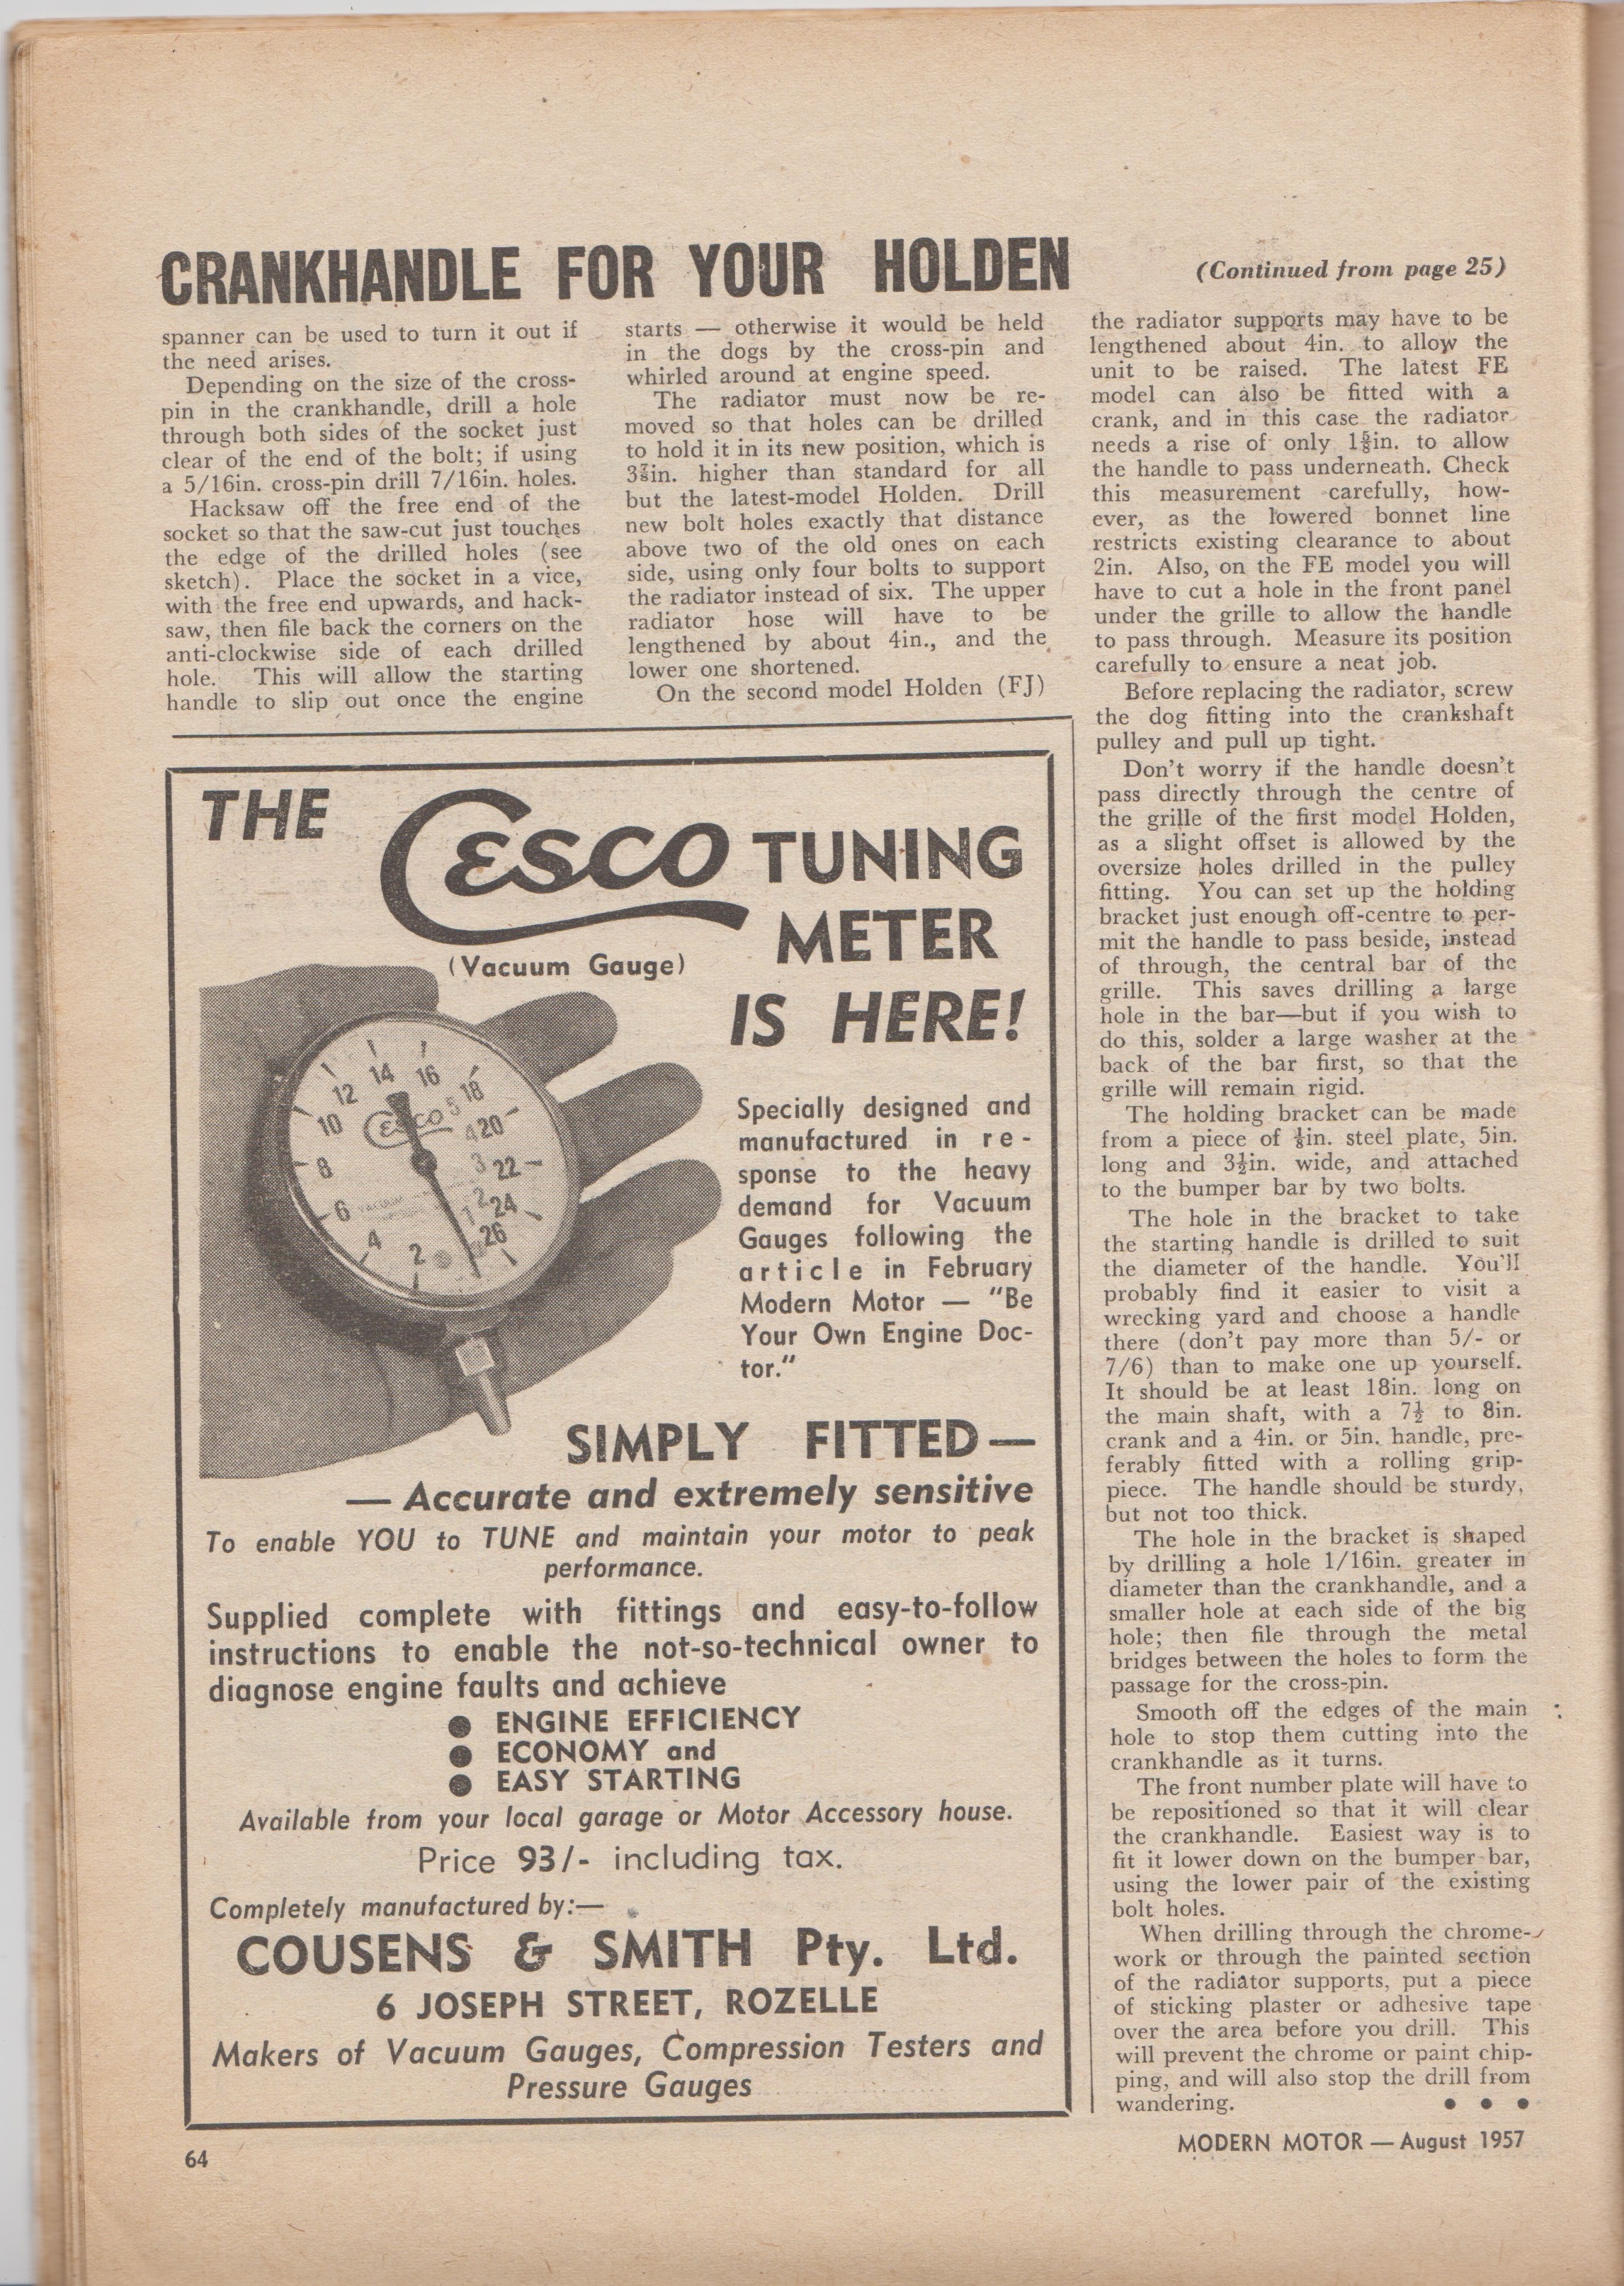 CRANKHANDLE FOR YOUR HOLDEN
(Continued from page 25)
spanner can be used to turn it out if
the need arises.
Depending on the size of the cross-
pin in the crankhandle, drill a hole
through both sides of the socket just
clear of the end of the bolt; if using
a 5/16in. cross-pin drill 7/16in. holes.
Hacksaw off the free end of the
socket so that the saw-cut just touches
the edge of the drilled holes (see
sketch). Place the socket in a vice,
with the free end upwards, and hack-
saw, then file back the corners on the
anti-clockwise side of each drilled
hole. This will allow the starting
handle to slip out once the engine
starts — otherwise it would be held
in the dogs by the cross-pin and
whirled around at engine speed.
The radiator must now be re-
moved so that holes can be drilled
to hold it in its new position, which is
higher than standard for all
but the latest-model Holden. Drill
new bolt holes exactly that distance
above two of the old ones on each
side, using only four bolts to support
the radiator instead of six. The upper
radiator hose will have to be
lengthened by about 4in., and the
lower one shortened.
On the second model Holden (FJ)
the radiator supports may have to be
lengthened about 4in. to allow the
unit to be raised. The latest FE
model can also be fitted with a
crank, and in this case the radiator
needs a rise of only 1⅝in. to allow
the handle to pass underneath. Check
this measurement carefully, how-
ever, as the lowered bonnet line
restricts existing clearance to about
2in. Also, on the FE model you will
have to cut a hole in the front panel
under the grille to allow the handle
to pass through. Measure its position
carefully to ensure a neat job.
Before replacing the radiator, screw
the dog fitting into the crankshaft
pulley and pull up tight.
Don't worry if the handle doesn't
pass directly through the centre of
the grille of the first model Holden,
as a slight offset is allowed by the
oversize holes drilled in the pulley
fitting. You can set up the holding
bracket just enough off-centre to per-
mit the handle to pass beside, instead
of through, the central bar of the
grille. This saves drilling a large
hole in the bar—but if you wish to
do this, solder a large washer at the
back of the bar first, so that the
grille will remain rigid.
The holding bracket can be made
from a piece of ⅛in. steel plate, 5in.
long and 3½in. wide, and attached
to the bumper bar by two bolts.
The hole in the bracket to take
the starting handle is drilled to suit
the diameter of the handle. You'll
probably find it easier to visit a
wrecking yard and choose a handle
there (don't pay more than 5/- or
7/6) than to make one up yourself.
It should be at least 18in. long on
the main shaft, with a 7½ to 8in.
crank and a 4in. or 5in. handle, pre-
ferably fitted with a rolling grip-
piece. The handle should be sturdy,
but not too thick.
The hole in the bracket is shaped
by drilling a hole 1/16in. greater in
diameter than the crankhandle, and a
smaller hole at each side of the big
hole; then file through the metal
bridges between the holes to form the
passage for the cross-pin.
Smooth off the edges of the main
hole to stop them cutting into the
crankhandle as it turns.
The front number plate will have to
be repositioned so that it will clear
the crankhandle. Easiest way is to
fit it lower down on the bumper bar,
using the lower pair of the existing
bolt holes.
When drilling through the chrome-
work or through the painted section
of the radiator supports, put a piece
of sticking plaster or adhesive tape
over the area before you drill. This
will prevent the chrome or paint chip-
ping, and will also stop the drill from
wandering. ● ● ●
THE
CESCO TUNING
METER
(Vacuum Gauge)
IS HERE!
2 4 6 8 10 12 14 16 18 20 22 24 26
CESCO
1 2 3 4 5
VACUUM
Specially designed and
manufactured in re-
sponse to the heavy
demand for Vacuum
Gauges following the
article in February
Modern Motor — "Be
Your Own Engine Doc-
tor."
SIMPLY FITTED —
— Accurate and extremely sensitive
To enable YOU to TUNE and maintain your motor to peak
performance.
Supplied complete with fittings and easy-to-follow
instructions to enable the not-so-technical owner to
diagnose engine faults and achieve
● ENGINE EFFICIENCY
● ECONOMY and
● EASY STARTING
Available from your local garage or Motor Accessory house.
Price 93/- including tax.
Completely manufactured by:—
COUSENS & SMITH Pty. Ltd.
6 JOSEPH STREET, ROZELLE
Makers of Vacuum Gauges, Compression Testers and
Pressure Gauges
64
MODERN MOTOR — August 1957